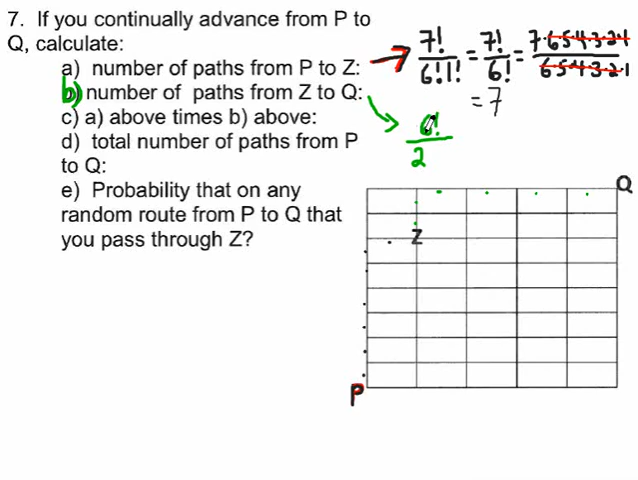 7. If you continually advance from P to
Q, calculate:
a) number of paths from P to Z:
b) number of paths from Z to Q:
c) a) above times b) above:
d) total number of paths from P
to Q:
e) Probability that on any
random route from P to Q that
you pass through Z?
7!/6!1! = 7!/6! = 7·6·5·4·3·2·1/6·5·4·3·2·1
= 7
6!/2
Q
Z
P